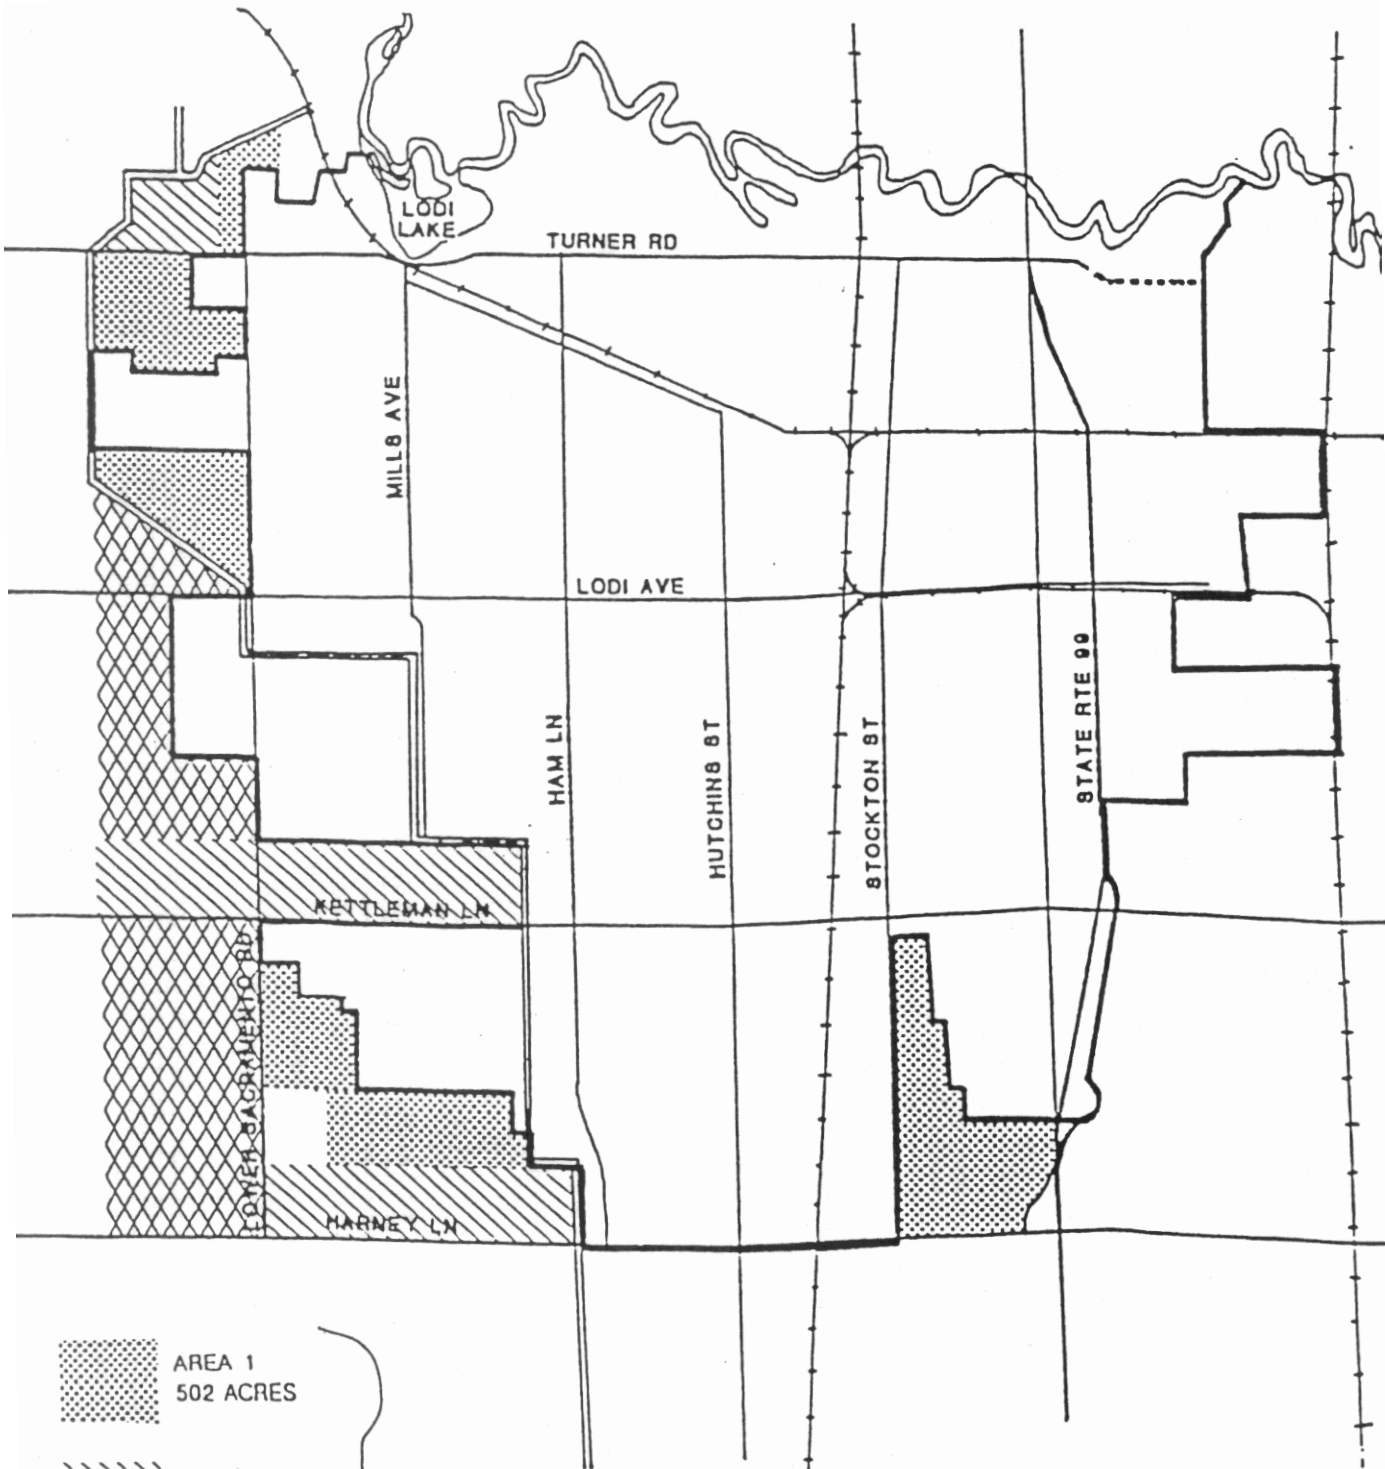 LODI
LAKE
TURNER RD
MILLS AVE
LODI AVE
HAM LN
HUTCHINS ST
STOCKTON ST
STATE RTE 99
KETTLEMAN LN
LOWER SACRAMENTO RD
HARNEY LN
AREA 1
502 ACRES